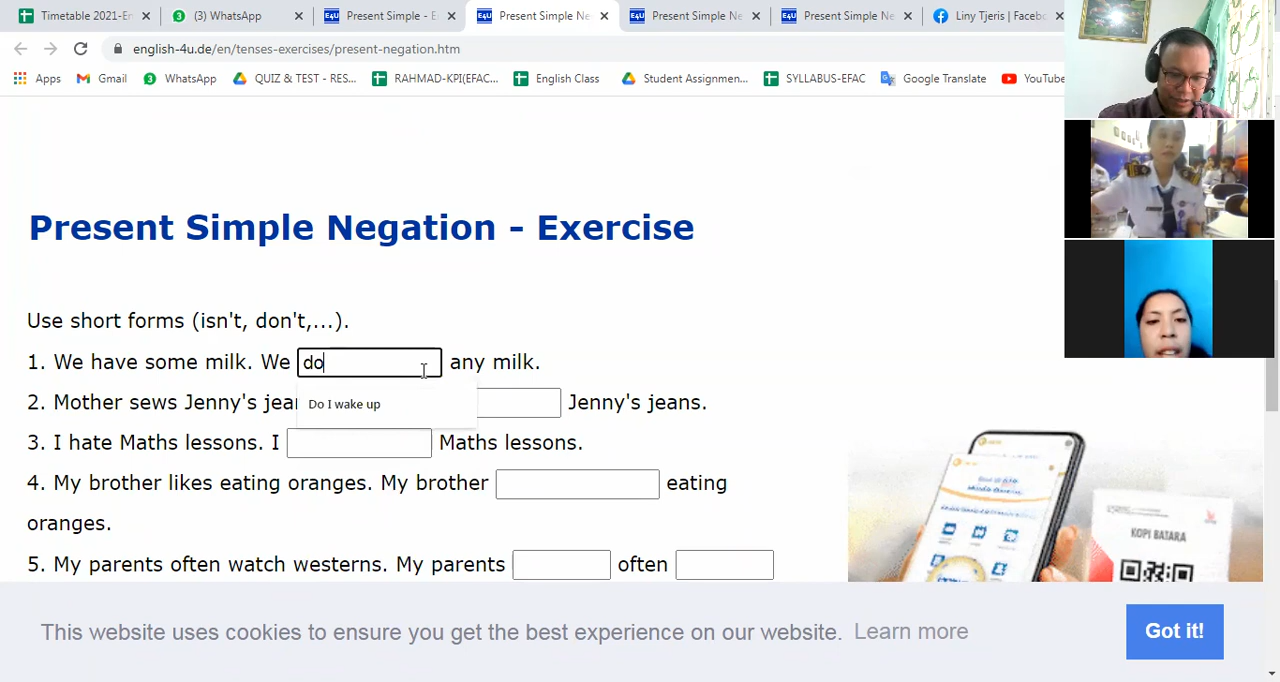 Timetable 2021-En
(3) WhatsApp
Present Simple - E
Present Simple Ne
Present Simple Ne
Present Simple Ne
Liny Tjeris | Faceb
english-4u.de/en/tenses-exercises/present-negation.htm
Apps Gmail WhatsApp QUIZ & TEST - RES... RAHMAD-KPI(EFAC... English Class Student Assignmen... SYLLABUS-EFAC Google Translate YouTube
Present Simple Negation - Exercise
Use short forms (isn't, don't,...).
1. We have some milk. We do any milk.
Do I wake up
2. Mother sews Jenny's jea Jenny's jeans.
3. I hate Maths lessons. I Maths lessons.
4. My brother likes eating oranges. My brother eating
oranges.
5. My parents often watch westerns. My parents often
KOPI BATARA
This website uses cookies to ensure you get the best experience on our website. Learn more
Got it!